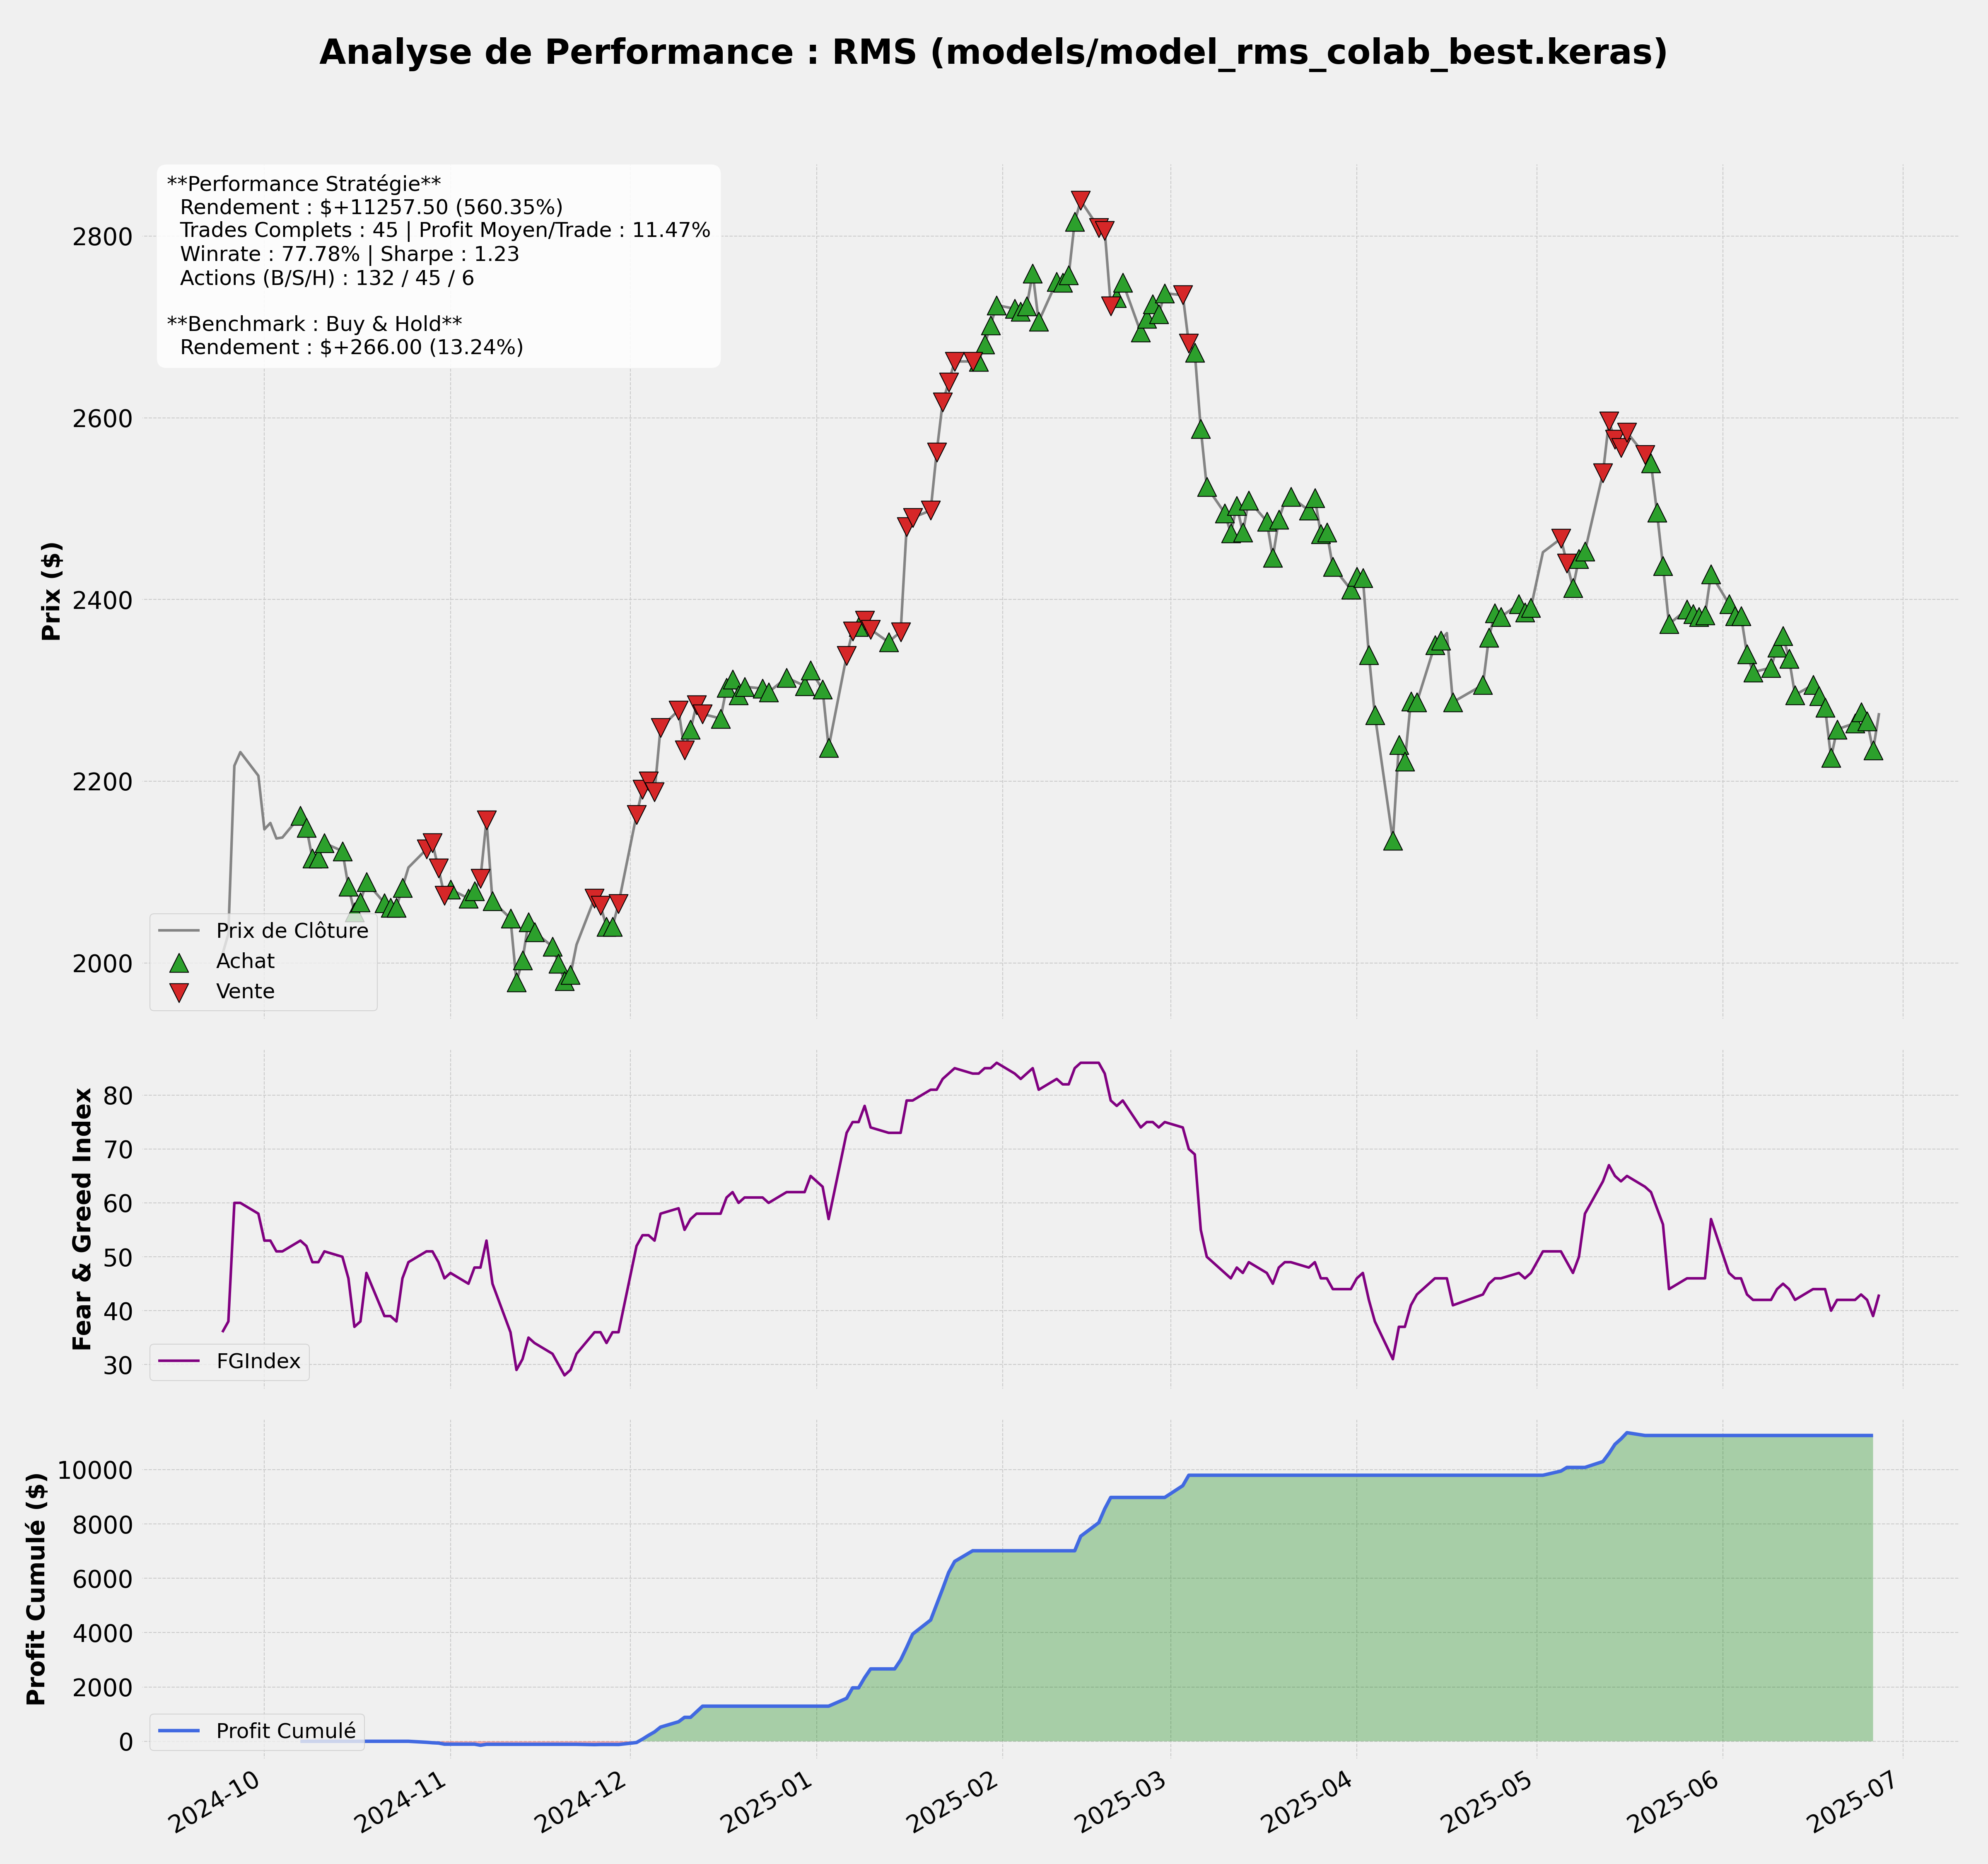 Analyse de Performance : RMS (models/model_rms_colab_best.keras)
**Performance Stratégie**
Rendement : $+11257.50 (560.35%)
Trades Complets : 45 | Profit Moyen/Trade : 11.47%
Winrate : 77.78% | Sharpe : 1.23
Actions (B/S/H) : 132 / 45 / 6
**Benchmark : Buy & Hold**
Rendement : $+266.00 (13.24%)
Prix ($)
2800
2600
2400
2200
2000
Prix de Clôture
Achat
Vente
Fear & Greed Index
80
70
60
50
40
30
FGIndex
Profit Cumulé ($)
10000
8000
6000
4000
2000
0
Profit Cumulé
2024-10
2024-11
2024-12
2025-01
2025-02
2025-03
2025-04
2025-05
2025-06
2025-07